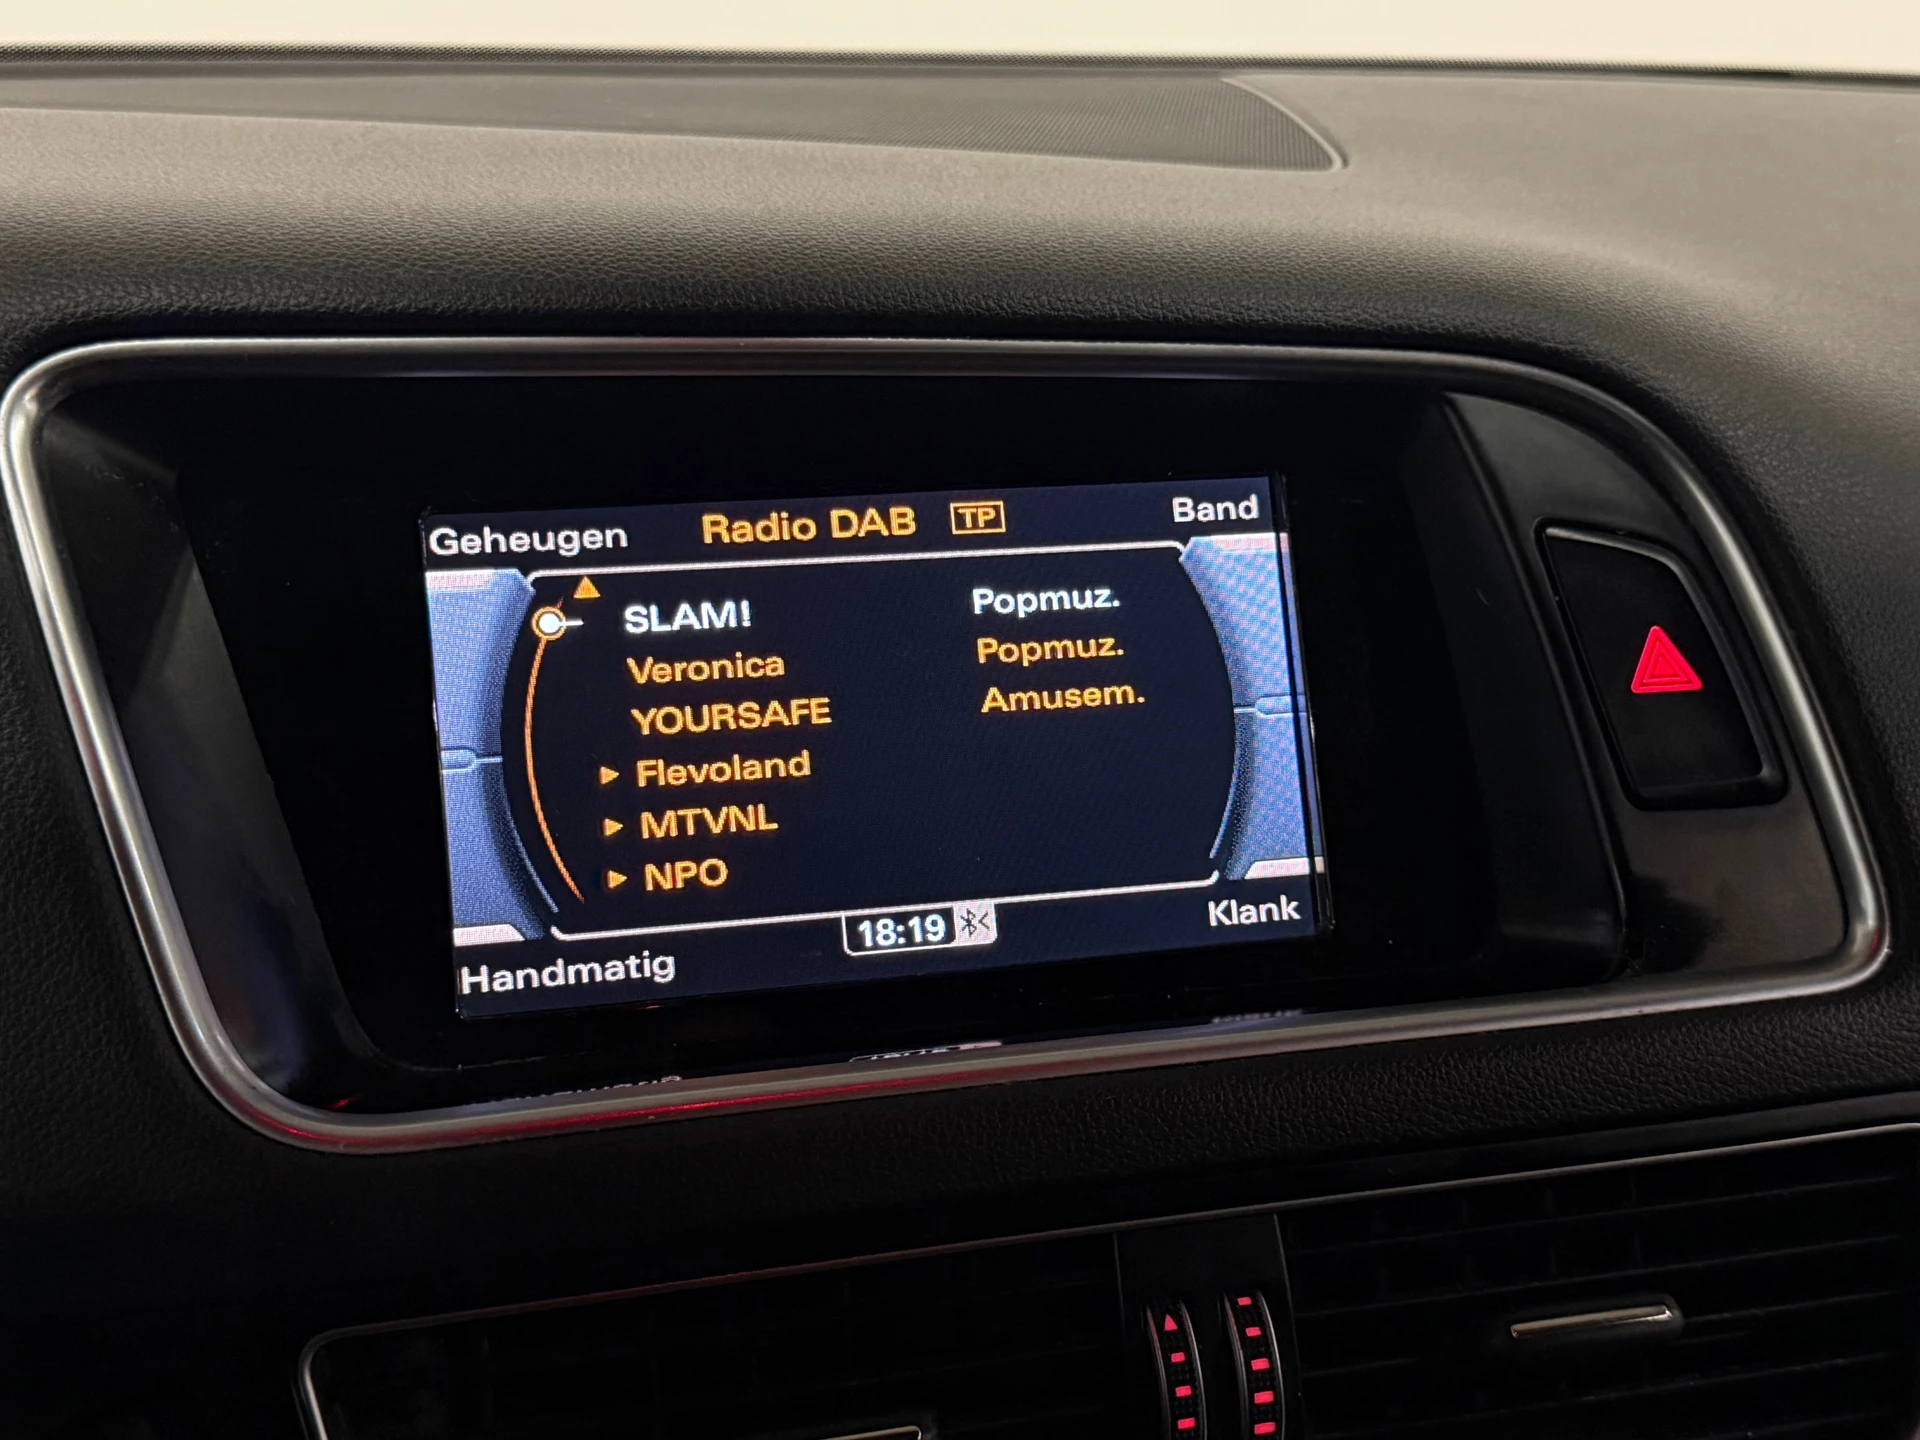 Geheugen Radio DAB TP Band
SLAM! Popmuz.
Veronica Popmuz.
YOURSAFE Amusem.
Flevoland
MTVNL
NPO
18:19
Handmatig Klank